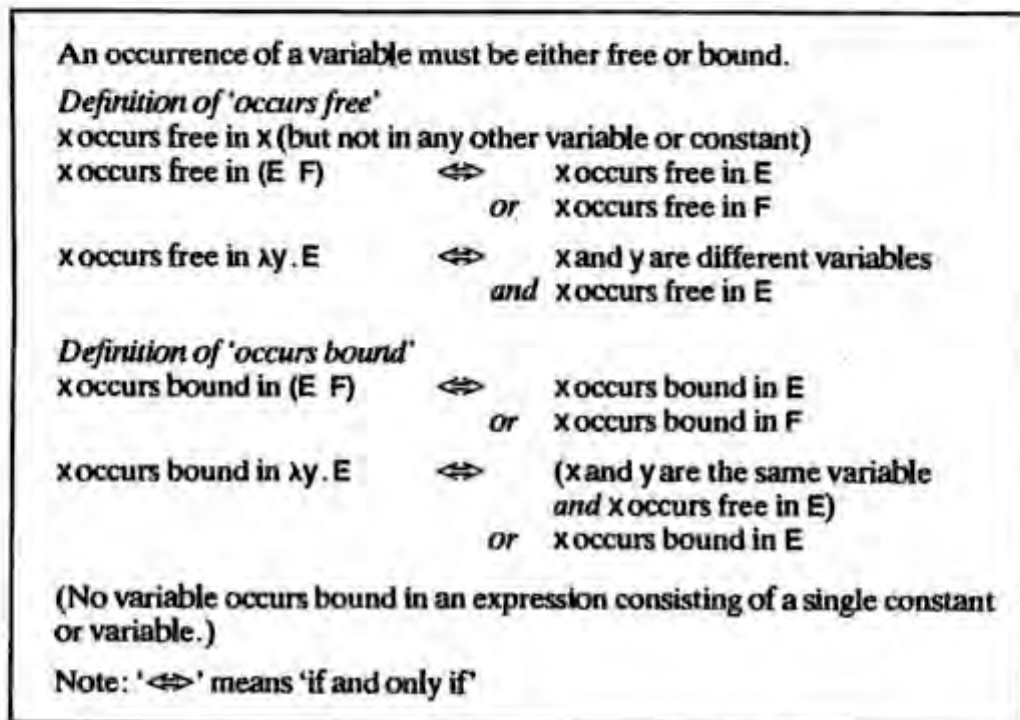 An occurrence of a variable must be either free or bound.
Definition of 'occurs free'
x occurs free in x (but not in any other variable or constant)
x occurs free in (E F) ⇔ x occurs free in E
or x occurs free in F
x occurs free in λy.E ⇔ x and y are different variables
and x occurs free in E
Definition of 'occurs bound'
x occurs bound in (E F) ⇔ x occurs bound in E
or x occurs bound in F
x occurs bound in λy.E ⇔ (x and y are the same variable
and x occurs free in E)
or x occurs bound in E
(No variable occurs bound in an expression consisting of a single constant
or variable.)
Note: '⇔' means 'if and only if'